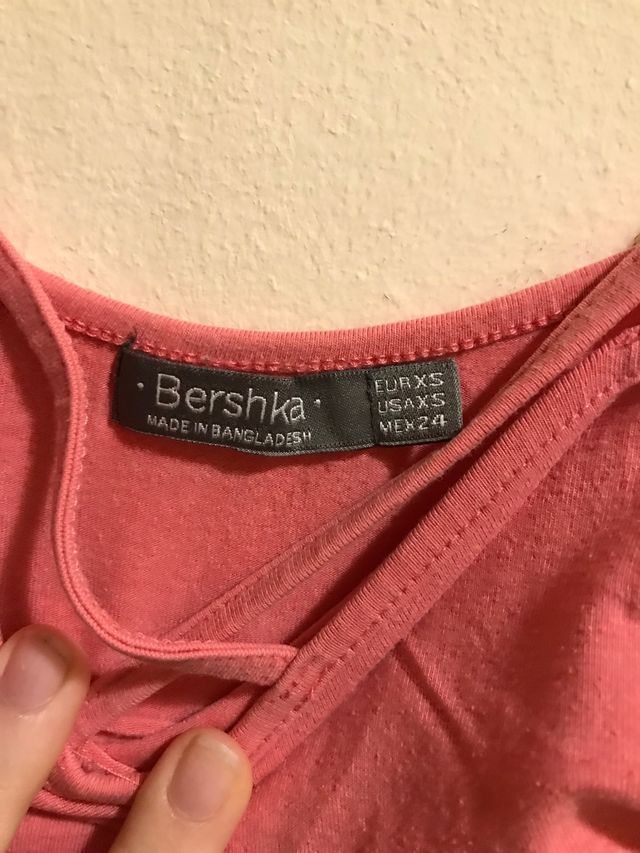 · Bershka ·
MADE IN BANGLADESH
EUR XS
USA XS
MEX 24